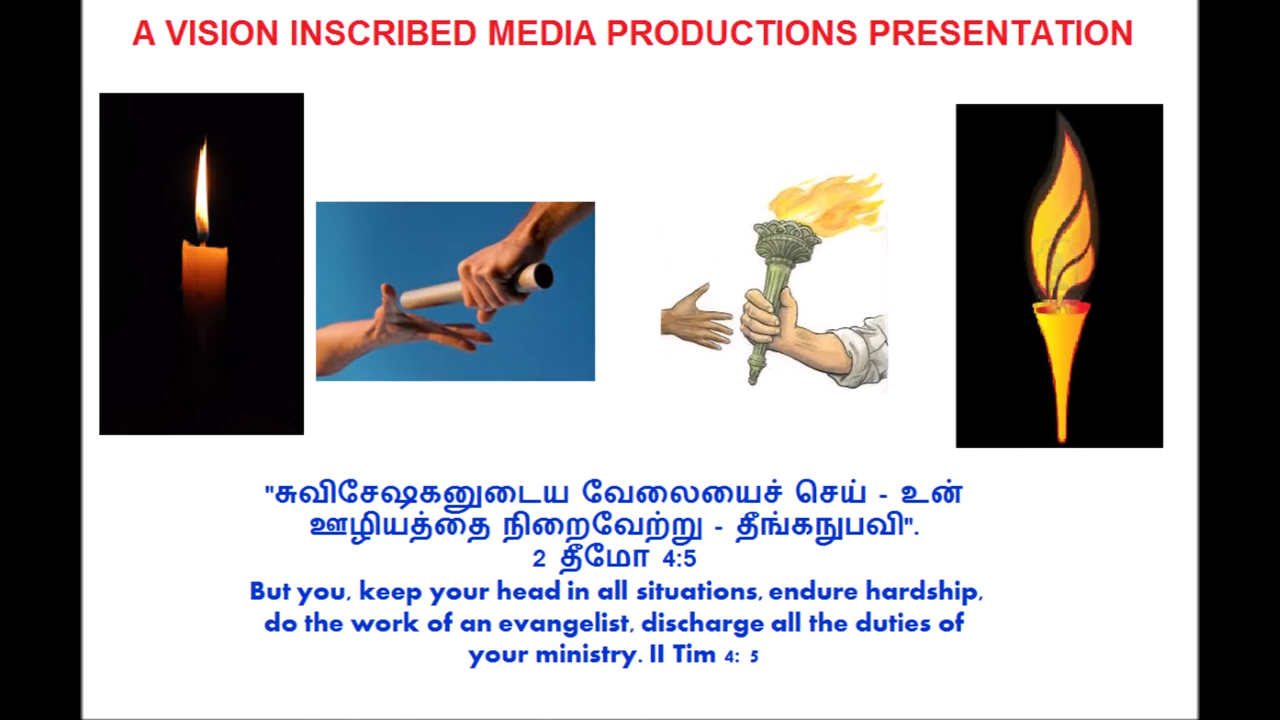 A VISION INSCRIBED MEDIA PRODUCTIONS PRESENTATION
"சுவிசேஷகனுடைய வேலையைச் செய் - உன்
ஊழியத்தை நிறைவேற்று - தீங்கநுபவி".
2 தீமோ 4:5
But you, keep your head in all situations, endure hardship,
do the work of an evangelist, discharge all the duties of
your ministry. II Tim 4: 5